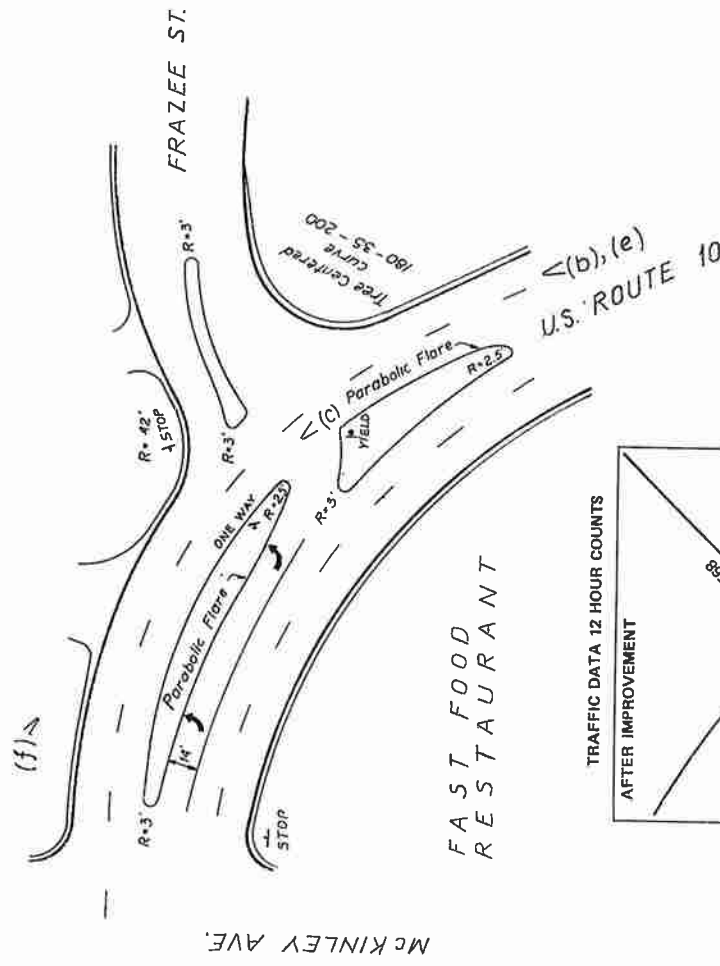 FRAZEE ST.
R=3'
R=3'
Tree Centered
curve
180-35-200
R= 42'
STOP
<(b),(e)
U.S. ROUTE 10
Parabolic Flare
R=2.5'
<(c)
YIELD
R=3'
ONE WAY
R=2.5'
Parabolic Flare
14'
R=3'
(f)>
STOP
McKINLEY AVE.
FAST FOOD
RESTAURANT
TRAFFIC DATA 12 HOUR COUNTS
AFTER IMPROVEMENT